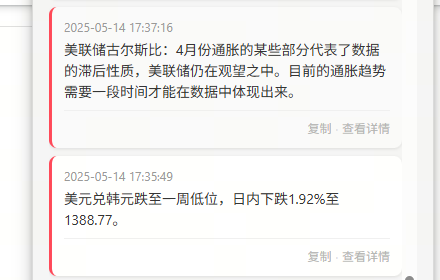 2025-05-14 17:37:16
美联储古尔斯比：4月份通胀的某些部分代表了数据
的滞后性质，美联储仍在观望之中。目前的通胀趋势
需要一段时间才能在数据中体现出来。
复制 · 查看详情
2025-05-14 17:35:49
美元兑韩元跌至一周低位，日内下跌1.92%至
1388.77。
复制 · 查看详情